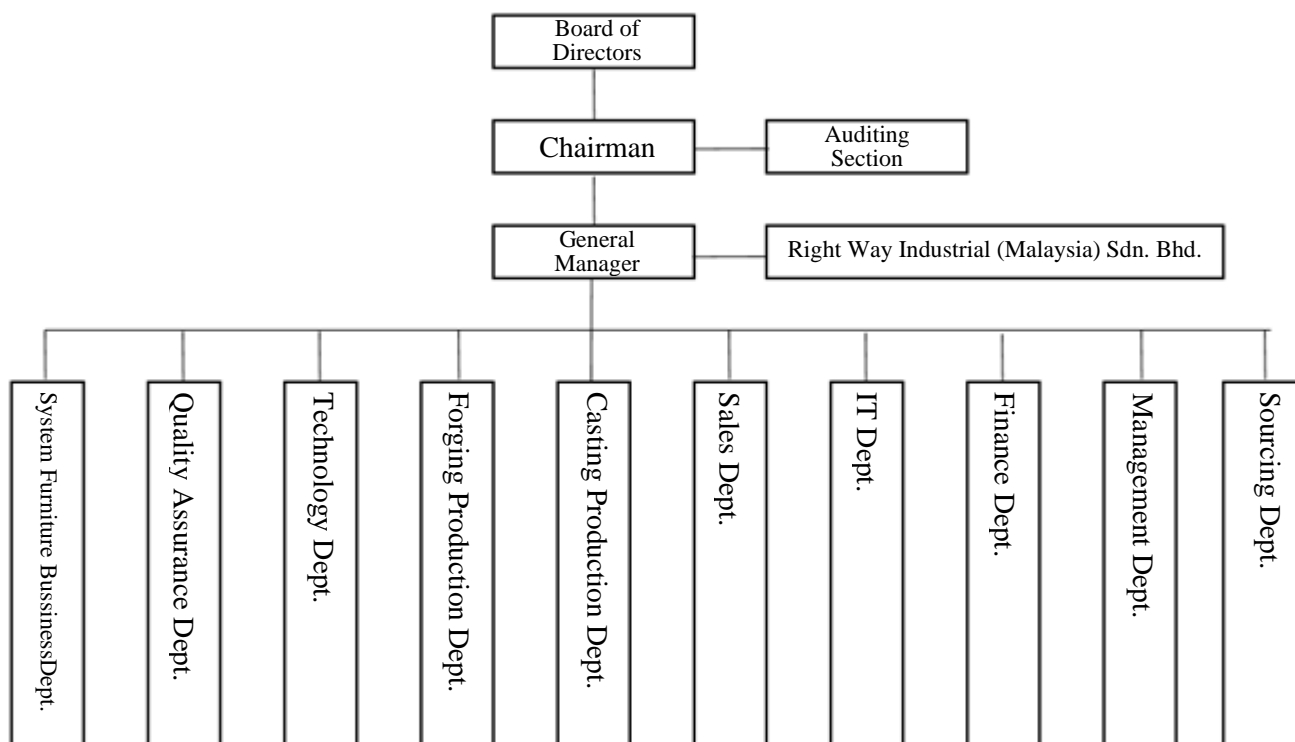 Board of
Directors
Chairman
Auditing
Section
General
Manager
Right Way Industrial (Malaysia) Sdn. Bhd.
System Furniture BussinessDept.
Quality Assurance Dept.
Technology Dept.
Forging Production Dept.
Casting Production Dept.
Sales Dept.
IT Dept.
Finance Dept.
Management Dept.
Sourcing Dept.